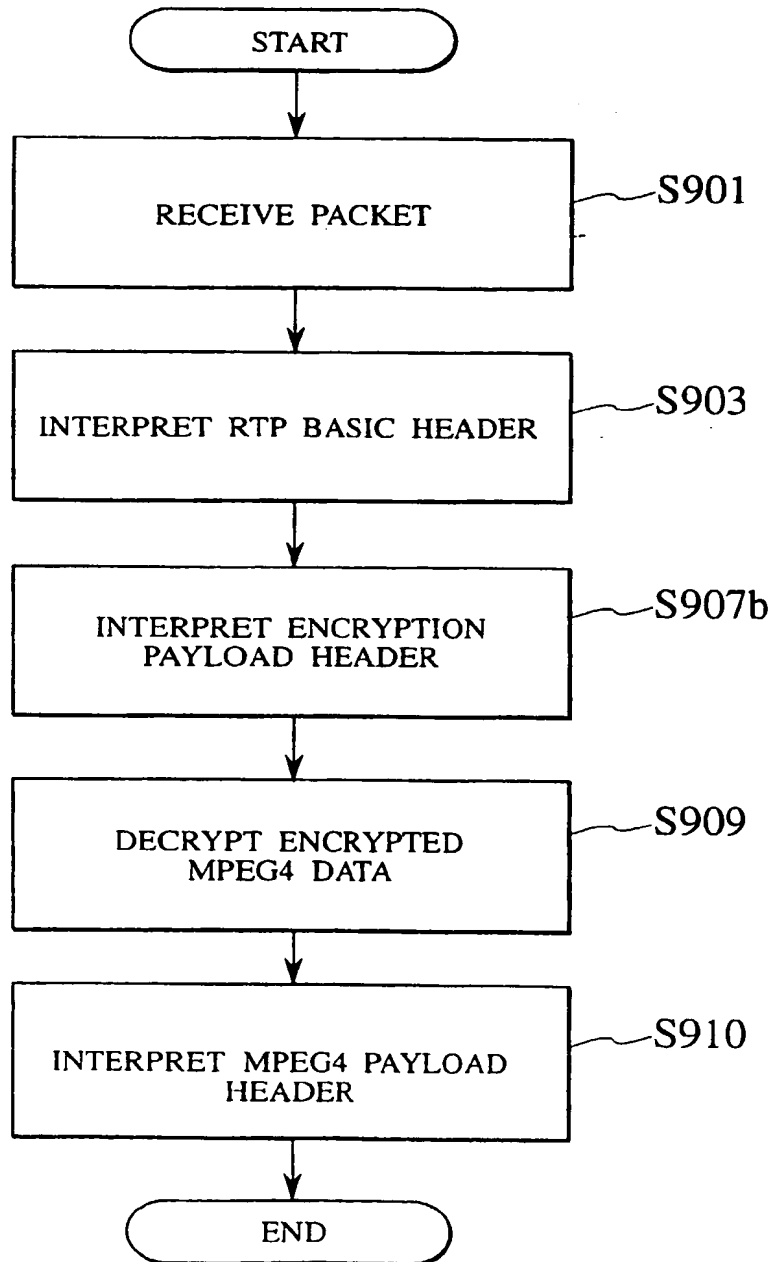 START
RECEIVE PACKET
S901
INTERPRET RTP BASIC HEADER
S903
INTERPRET ENCRYPTION
PAYLOAD HEADER
S907b
DECRYPT ENCRYPTED
MPEG4 DATA
S909
INTERPRET MPEG4 PAYLOAD
HEADER
S910
END